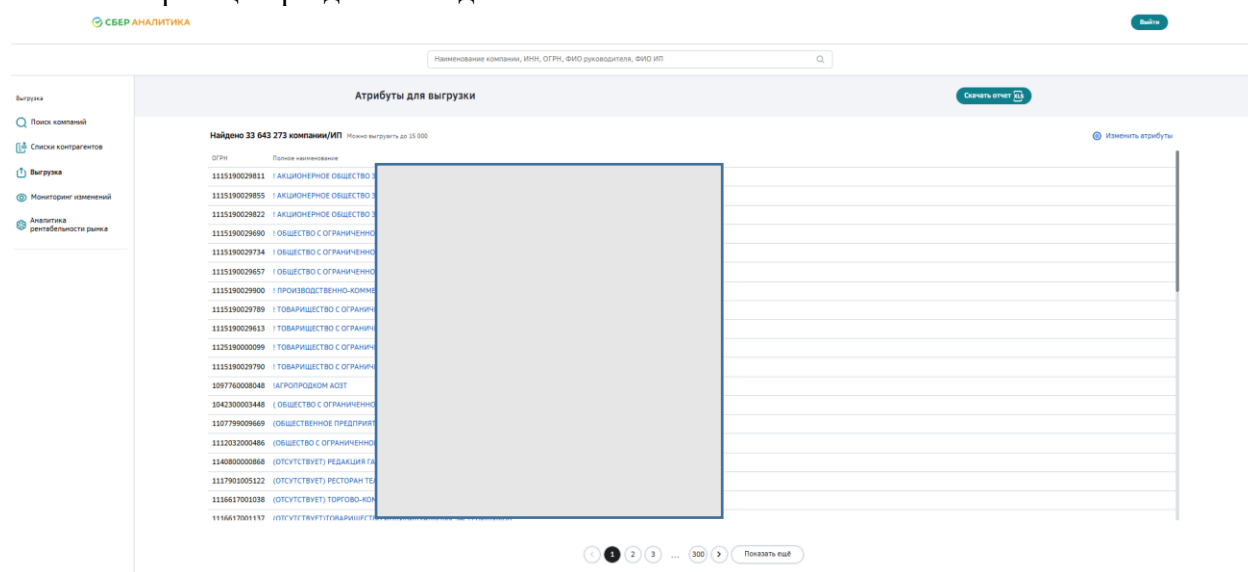 СБЕР АНАЛИТИКА
Выйти
Наименование компании, ИНН, ОГРН, ФИО руководителя, ФИО ИП
Выгрузка
Поиск компаний
Списки контрагентов
Выгрузка
Мониторинг изменений
Аналитика
рентабельности рынка
Атрибуты для выгрузки
Скачать отчет XLS
Найдено 33 643 273 компании/ИП Можно выгрузить до 15 000
Изменить атрибуты
ОГРН Полное наименование
1115190029811 ! АКЦИОНЕРНОЕ ОБЩЕСТВО З
1115190029855 ! АКЦИОНЕРНОЕ ОБЩЕСТВО З
1115190029822 ! АКЦИОНЕРНОЕ ОБЩЕСТВО З
1115190029690 ! ОБЩЕСТВО С ОГРАНИЧЕННО
1115190029734 ! ОБЩЕСТВО С ОГРАНИЧЕННО
1115190029657 ! ОБЩЕСТВО С ОГРАНИЧЕННО
1115190029900 ! ПРОИЗВОДСТВЕННО-КОММЕ
1115190029789 ! ТОВАРИЩЕСТВО С ОГРАНИЧ
1115190029613 ! ТОВАРИЩЕСТВО С ОГРАНИЧ
1125190000099 ! ТОВАРИЩЕСТВО С ОГРАНИЧ
1115190029790 ! ТОВАРИЩЕСТВО С ОГРАНИЧ
1097760008048 !АГРОПРОДКОМ АОЗТ
1042300003448 ( ОБЩЕСТВО С ОГРАНИЧЕННО
1107799009669 (ОБЩЕСТВЕННОЕ ПРЕДПРИЯТ
1112032000486 (ОБЩЕСТВО С ОГРАНИЧЕННО
1140800000868 (ОТСУТСТВУЕТ) РЕДАКЦИЯ ГА
1117901005122 (ОТСУТСТВУЕТ) РЕСТОРАН ТЕ
1116617001038 (ОТСУТСТВУЕТ) ТОРГОВО-КОМ
1116617001137 (ОТСУТСТВУЕТ)ТОВАРИЩЕСТ
1 2 3 ... 300 Показать ещё